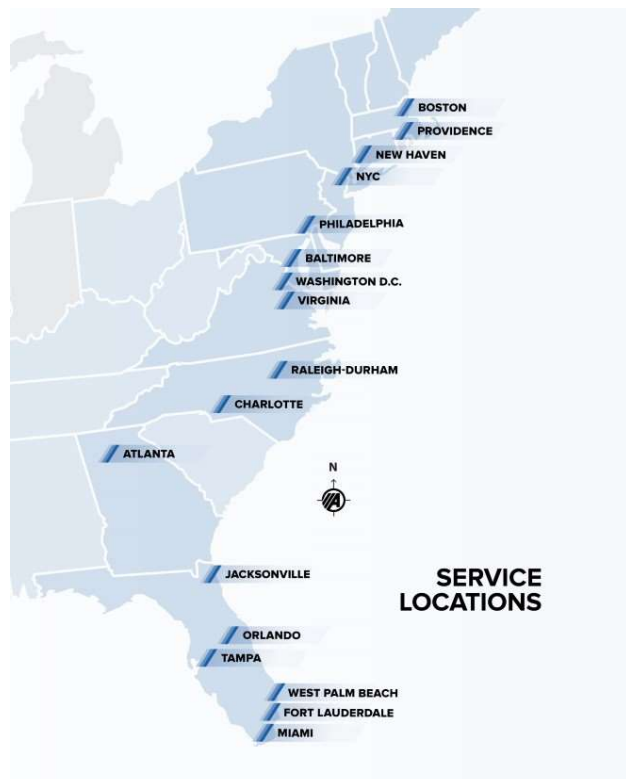 BOSTON
PROVIDENCE
NEW HAVEN
NYC
PHILADELPHIA
BALTIMORE
WASHINGTON D.C.
VIRGINIA
RALEIGH-DURHAM
CHARLOTTE
ATLANTA
N
A
JACKSONVILLE
SERVICE
LOCATIONS
ORLANDO
TAMPA
WEST PALM BEACH
FORT LAUDERDALE
MIAMI